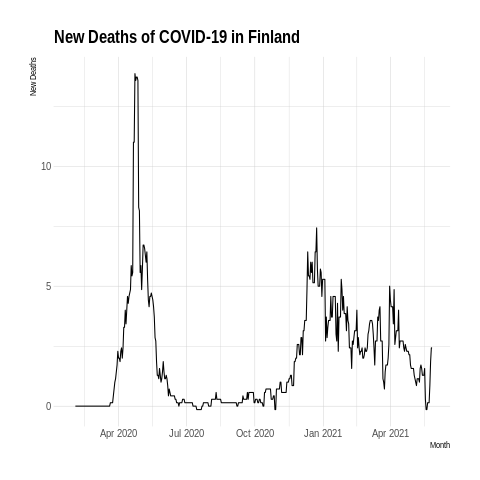 New Deaths of COVID-19 in Finland
New Deaths
10
5
0
Apr 2020 Jul 2020 Oct 2020 Jan 2021 Apr 2021
Month